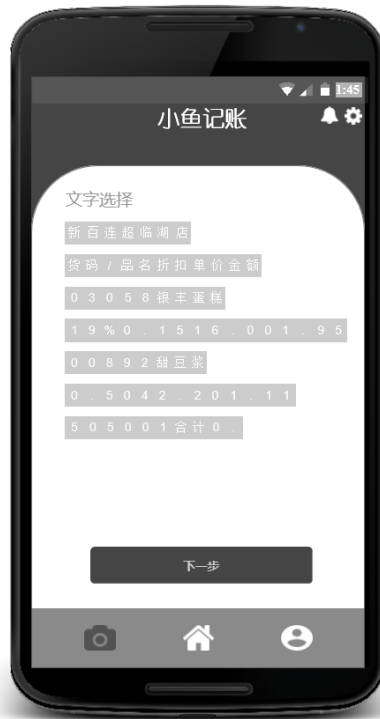 1:45
小鱼记账
文字选择
新百连超临潮店
货码/品名折扣单价金额
03058银丰蛋糕
19%0.1516.001.95
00892甜豆浆
0.5042.201.11
505001合计0.
下一步